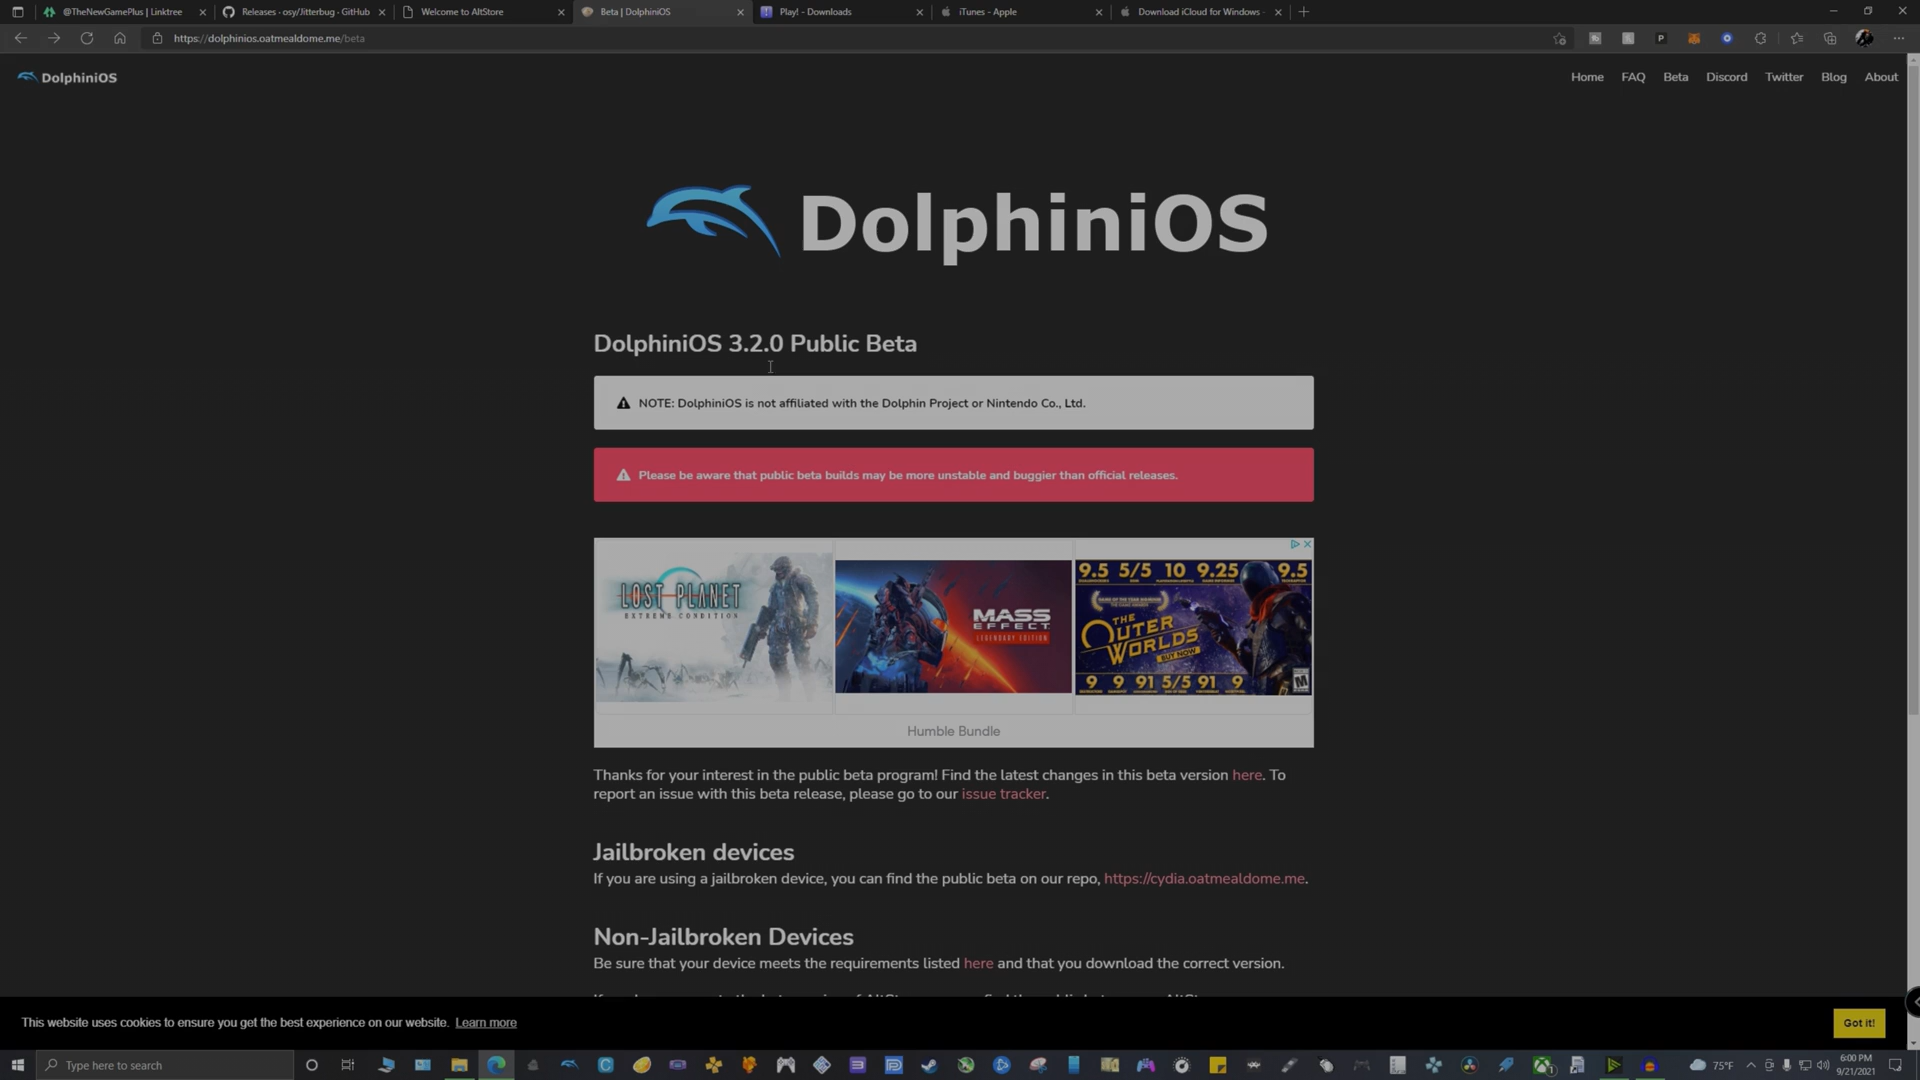 @TheNewGamePlus | Linktree
Releases · osy/Jitterbug · GitHub
Welcome to AltStore
Beta | DolphiniOS
Play! - Downloads
iTunes - Apple
Download iCloud for Windows -
https://dolphinios.oatmealdome.me/beta
DolphiniOS
Home FAQ Beta Discord Twitter Blog About
DolphiniOS
DolphiniOS 3.2.0 Public Beta
NOTE: DolphiniOS is not affiliated with the Dolphin Project or Nintendo Co., Ltd.
Please be aware that public beta builds may be more unstable and buggier than official releases.
LOST PLANET
EXTREME CONDITION
MASS
EFFECT
LEGENDARY EDITION
9.5 5/5 10 9.25 9.5
THE
OUTER
WORLDS
BUY NOW
9 9 91 5/5 91 9
M
Humble Bundle
Thanks for your interest in the public beta program! Find the latest changes in this beta version here. To
report an issue with this beta release, please go to our issue tracker.
Jailbroken devices
If you are using a jailbroken device, you can find the public beta on our repo, https://cydia.oatmealdome.me.
Non-Jailbroken Devices
Be sure that your device meets the requirements listed here and that you download the correct version.
This website uses cookies to ensure you get the best experience on our website. Learn more
Got it!
Type here to search
75°F
6:00 PM
9/21/2021